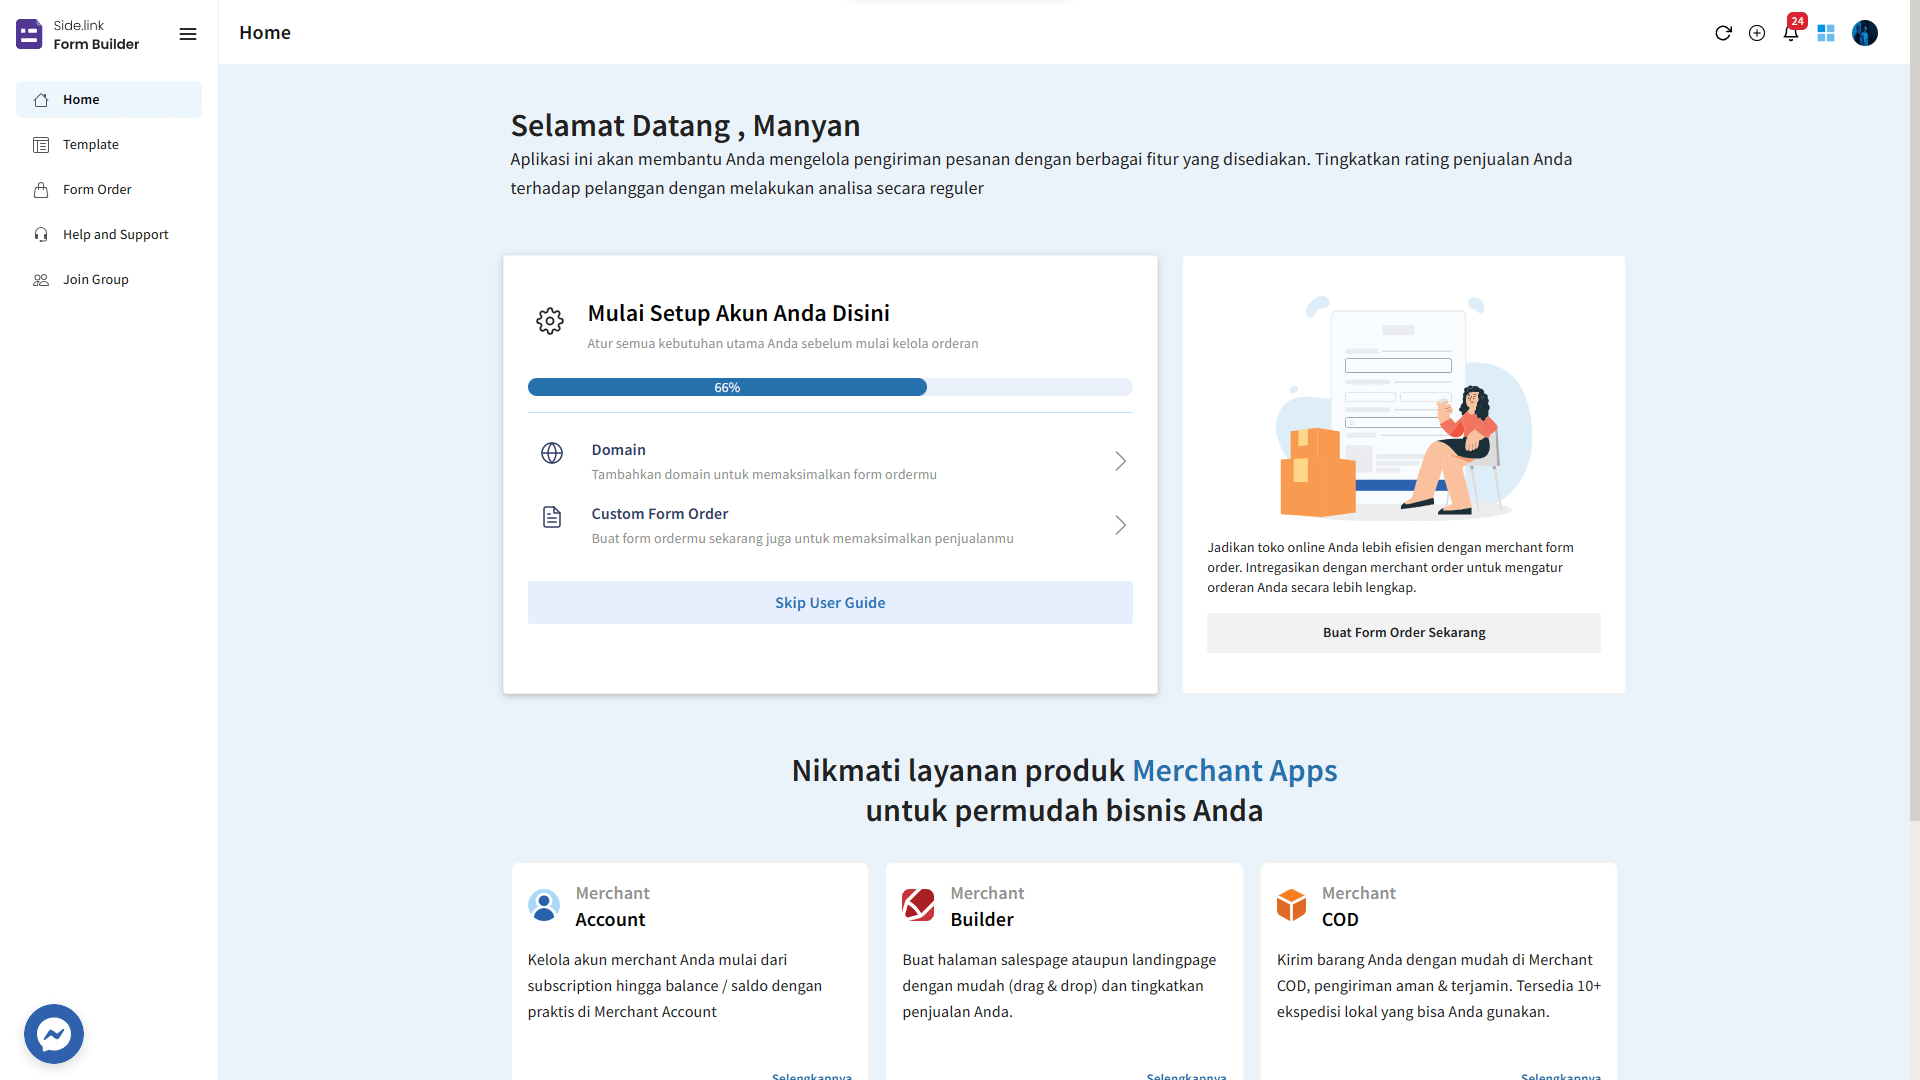 Side.link
Form Builder
Home
24
Home
Template
Form Order
Help and Support
Join Group
Selamat Datang , Manyan
Aplikasi ini akan membantu Anda mengelola pengiriman pesanan dengan berbagai fitur yang disediakan. Tingkatkan rating penjualan Anda
terhadap pelanggan dengan melakukan analisa secara reguler
Mulai Setup Akun Anda Disini
Atur semua kebutuhan utama Anda sebelum mulai kelola orderan
66%
Domain
Tambahkan domain untuk memaksimalkan form ordermu
Custom Form Order
Buat form ordermu sekarang juga untuk memaksimalkan penjualanmu
Skip User Guide
Jadikan toko online Anda lebih efisien dengan merchant form
order. Intregasikan dengan merchant order untuk mengatur
orderan Anda secara lebih lengkap.
Buat Form Order Sekarang
Nikmati layanan produk Merchant Apps
untuk permudah bisnis Anda
Merchant
Account
Kelola akun merchant Anda mulai dari
subscription hingga balance / saldo dengan
praktis di Merchant Account
Selengkapnya
Merchant
Builder
Buat halaman salespage ataupun landingpage
dengan mudah (drag & drop) dan tingkatkan
penjualan Anda.
Selengkapnya
Merchant
COD
Kirim barang Anda dengan mudah di Merchant
COD, pengiriman aman & terjamin. Tersedia 10+
ekspedisi lokal yang bisa Anda gunakan.
Selengkapnya